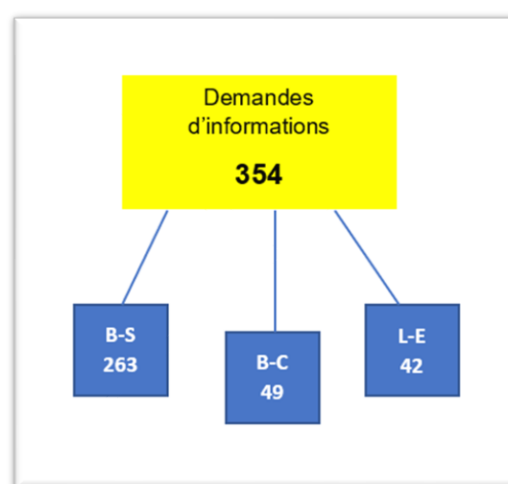 Demandes
d’informations
354
B-S
263
B-C
49
L-E
42